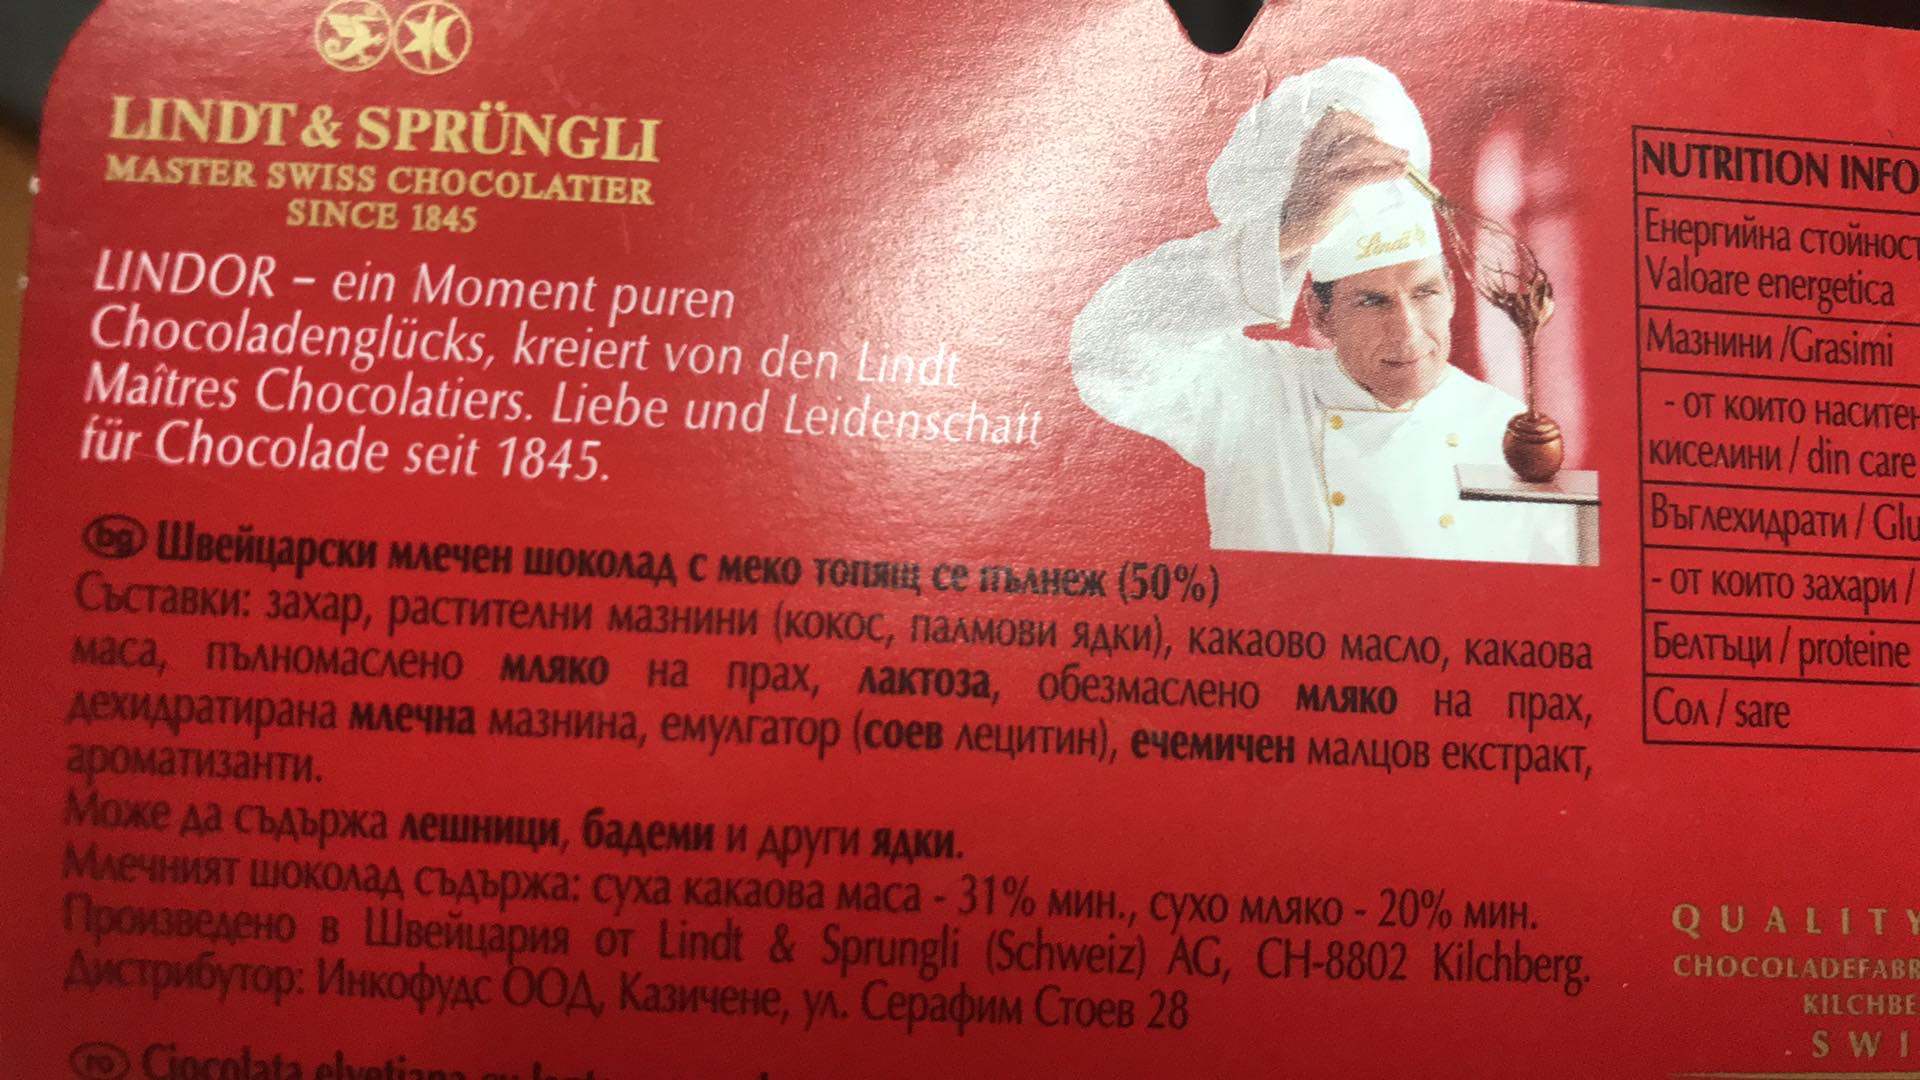 LINDT & SPRÜNGLI
MASTER SWISS CHOCOLATIER
SINCE 1845
LINDOR – ein Moment puren
Chocoladenglücks, kreiert von den Lindt
Maîtres Chocolatiers. Liebe und Leidenschaft
für Chocolade seit 1845.
Lindt
bg Швейцарски млечен шоколад с меко топящ се пълнеж (50%)
Съставки: захар, растителни мазнини (кокос, палмови ядки), какаово масло, какаова
маса, пълномаслено мляко на прах, лактоза, обезмаслено мляко на прах,
дехидратирана млечна мазнина, емулгатор (соев лецитин), ечемичен малцов екстракт,
ароматизанти.
Може да съдържа лешници, бадеми и други ядки.
Млечният шоколад съдържа: суха какаова маса - 31% мин., сухо мляко - 20% мин.
Произведено в Швейцария от Lindt & Sprungli (Schweiz) AG, CH-8802 Kilchberg.
Дистрибутор: Инкофудс ООД, Казичене, ул. Серафим Стоев 28
ro Ciocolata elvetiana cu
NUTRITION INFO
Енергийна стойност
Valoare energetica
Мазнини /Grasimi
- от които наситен
киселини / din care
Въглехидрати / Glu
- от които захари /
Белтъци / proteine
Сол / sare
QUALITY
CHOCOLADEFABR
KILCHBE
SWI